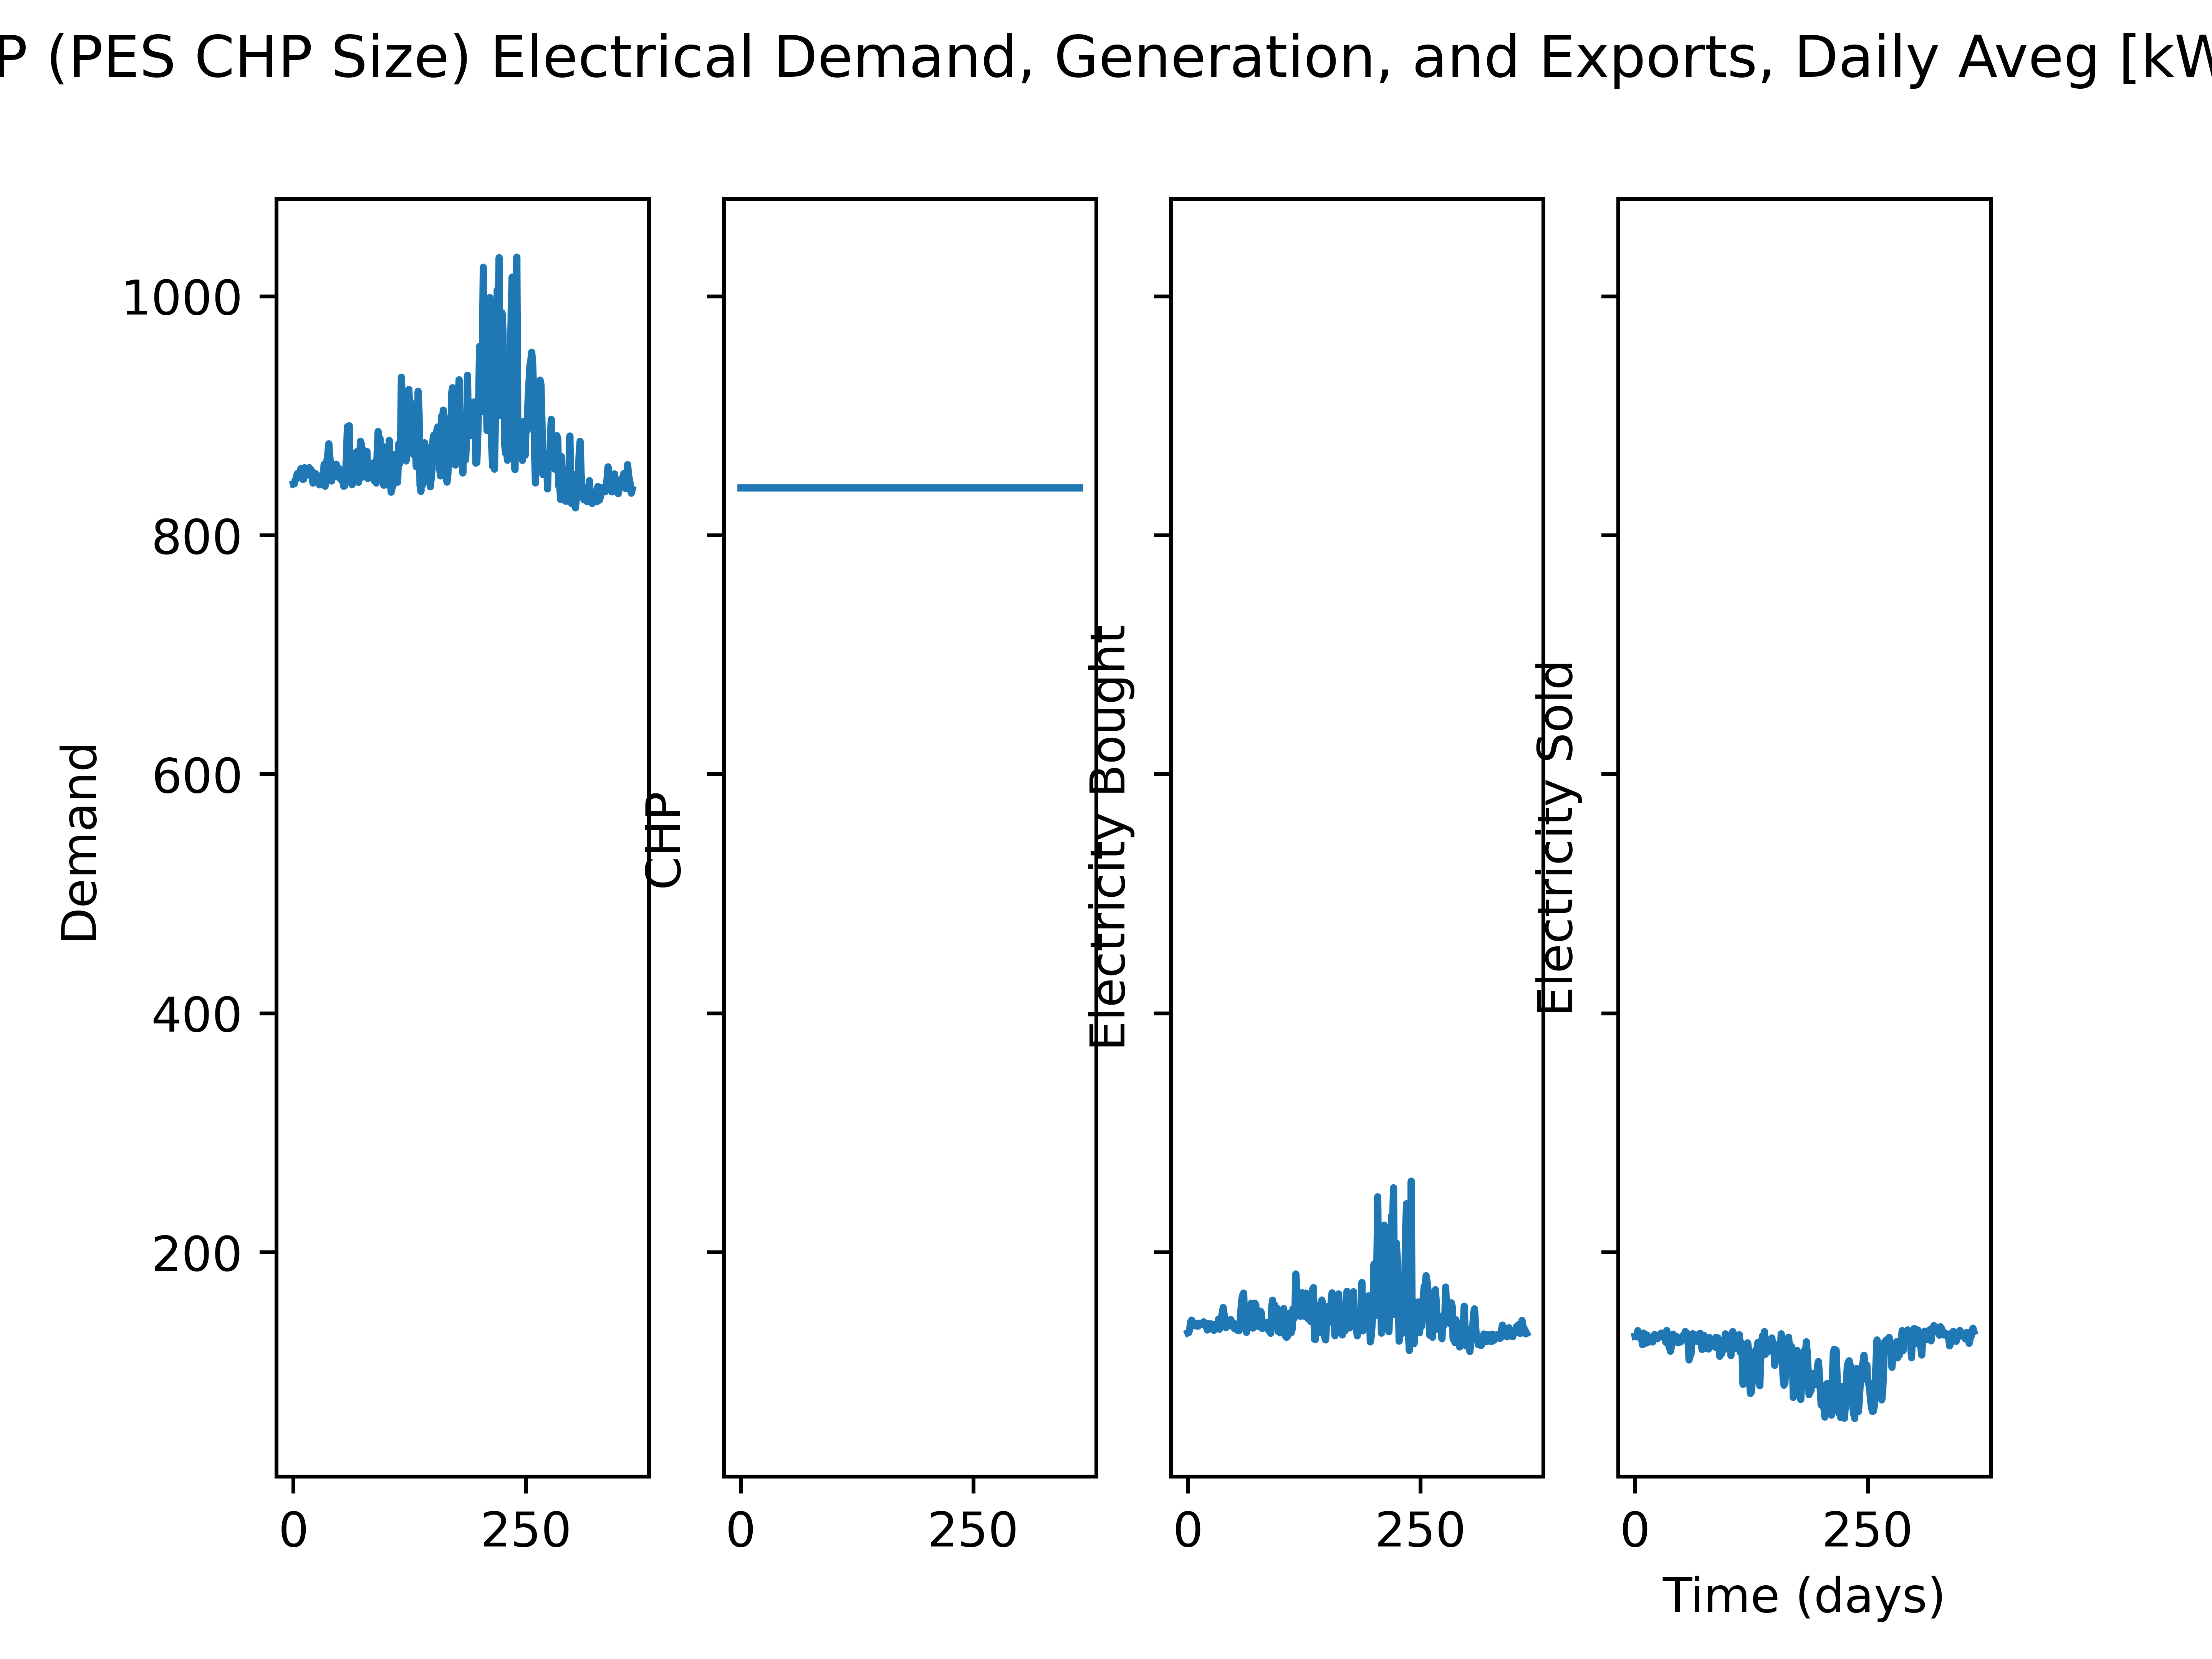 P (PES CHP Size) Electrical Demand, Generation, and Exports, Daily Aveg [kW
Demand
1000
800
600
400
200
0 250
CHP
0 250
Electricity Bought
0 250
Electricity Sold
0 250
Time (days)